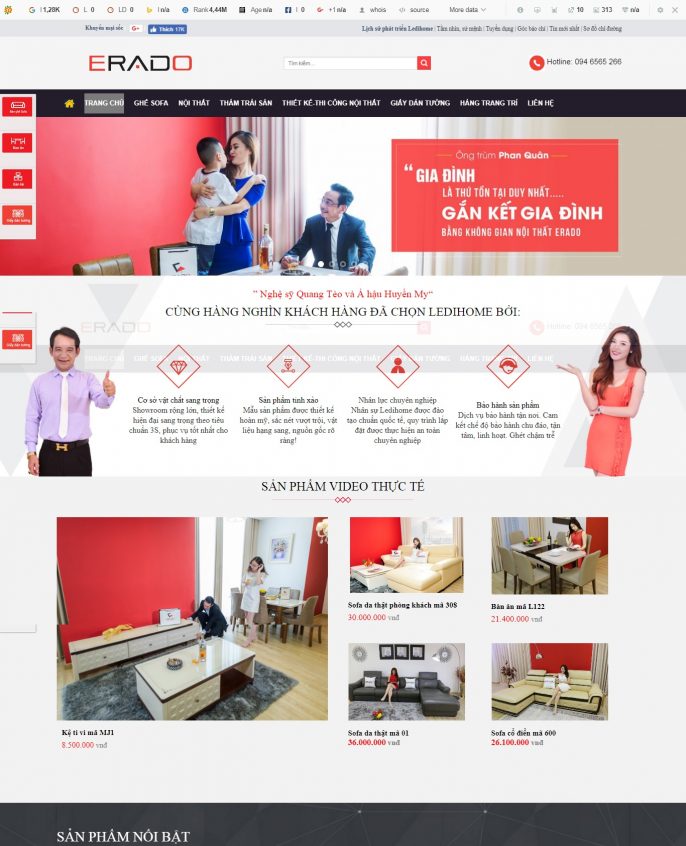 I 1,28K
L 0
LD 0
I n/a
Rank 4,44M
Age n/a
I 0
+1 n/a
whois
source
More data
10
313
n/a
Khuyến mại sốc
G+
Thích 17K
Lịch sử phát triển Ledihome | Tầm nhìn, sứ mệnh | Tuyển dụng | Góc báo chí | Tin mới nhất | Sơ đồ chỉ đường
ERADO
Tìm kiếm...
Hotline: 094 6565 266
TRANG CHỦ GHẾ SOFA NỘI THẤT THẢM TRẢI SÀN THIẾT KẾ-THI CÔNG NỘI THẤT GIẤY DÁN TƯỜNG HÀNG TRANG TRÍ LIÊN HỆ
Bàn ăn
Giấy dán tường
Ông trùm Phan Quân
“ GIA ĐÌNH
LÀ THỨ TỒN TẠI DUY NHẤT.....
GẮN KẾT GIA ĐÌNH
BẰNG KHÔNG GIAN NỘI THẤT ERADO
" Nghệ sỹ Quang Tèo và Á hậu Huyền My“
CÙNG HÀNG NGHÌN KHÁCH HÀNG ĐÃ CHỌN LEDIHOME BỞI:
ERADO
Hotline: 094 6565 266
Giấy dán tường
Cơ sở vật chất sang trọng
Showroom rộng lớn, thiết kế
hiện đại sang trọng theo tiêu
chuẩn 3S, phục vụ tốt nhất cho
khách hàng
Sản phẩm tinh xảo
Mẫu sản phẩm được thiết kế
hoàn mỹ, sắc nét vượt trội, vật
liệu hạng sang, nguồn gốc rõ
ràng!
Nhân lực chuyên nghiệp
Nhân sự Ledihome được đào
tạo chuẩn quốc tế, quy trình lắp
đặt được thực hiện an toàn
chuyên nghiệp
Bảo hành sản phẩm
Dịch vụ bảo hành tận nơi. Cam
kết chế độ bảo hành chu đáo, tận
tâm, linh hoạt. Ghét chậm trễ
SẢN PHẨM VIDEO THỰC TẾ
Kệ ti vi mã MJ1
8.500.000 vnđ
Sofa da thật phòng khách mã 308
30.000.000 vnđ
Bàn ăn mã L122
21.400.000 vnđ
Sofa da thật mã 01
36.000.000 vnđ
Sofa cổ điển mã 600
26.100.000 vnđ
SẢN PHẨM NỔI BẬT